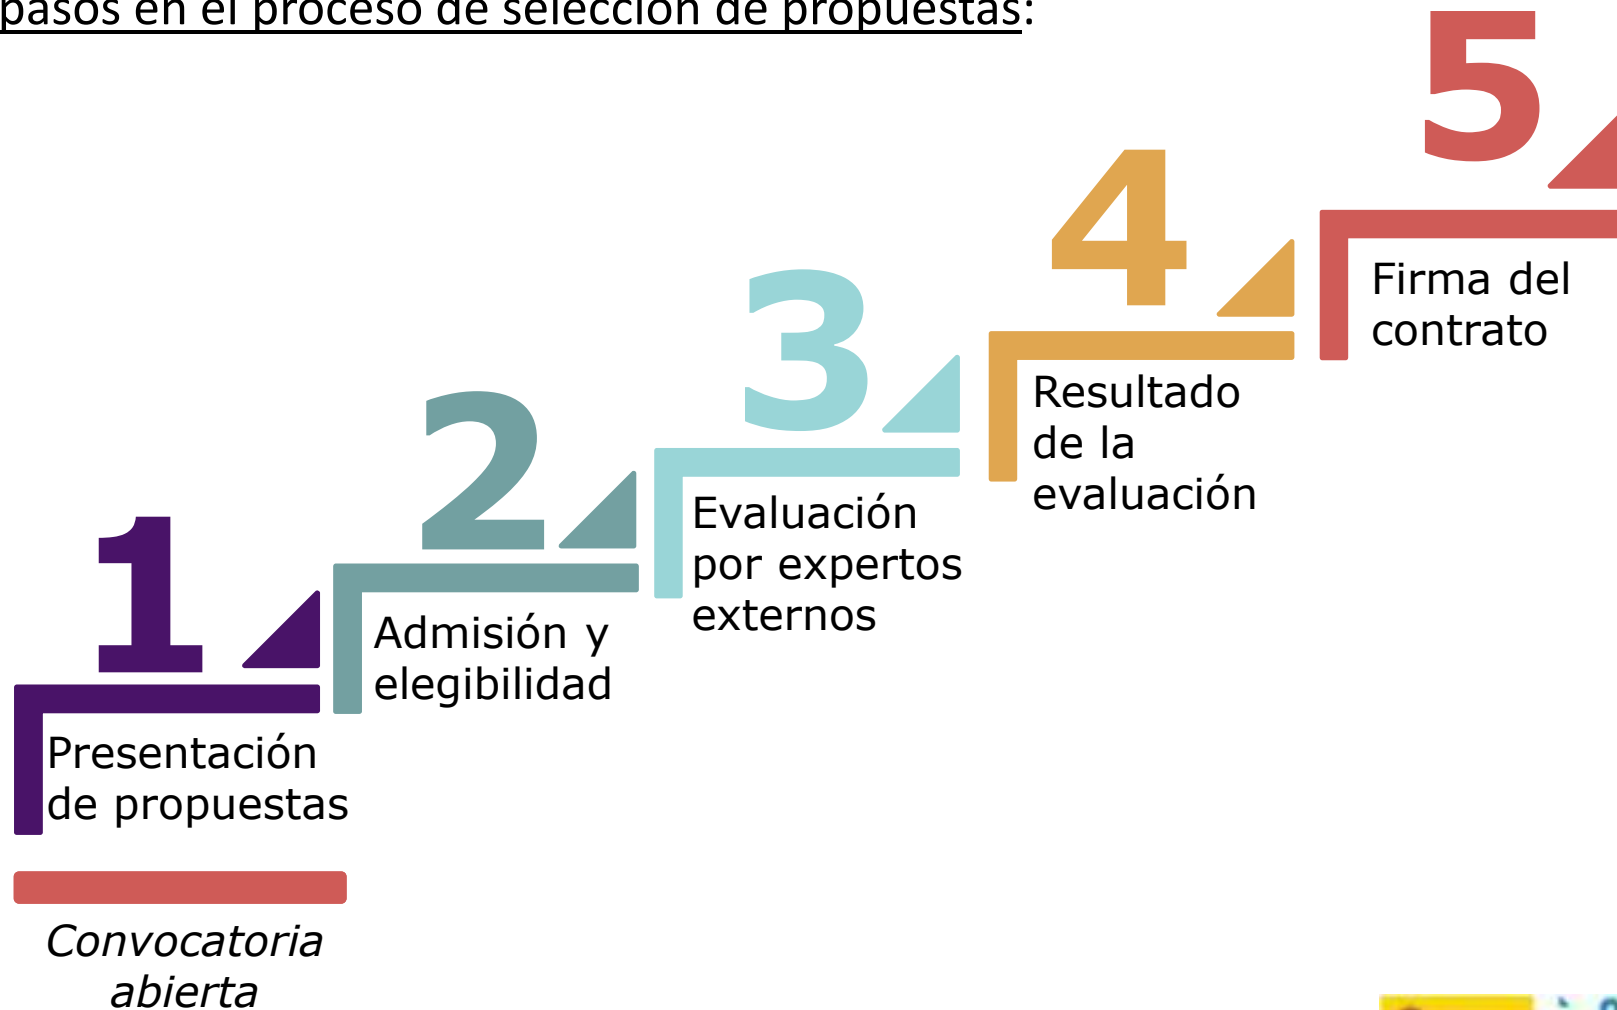 pasos en el proceso de selección de propuestas:
5
Firma del
contrato
4
Resultado
de la
evaluación
3
Evaluación
por expertos
externos
2
Admisión y
elegibilidad
1
Presentación
de propuestas
Convocatoria
abierta